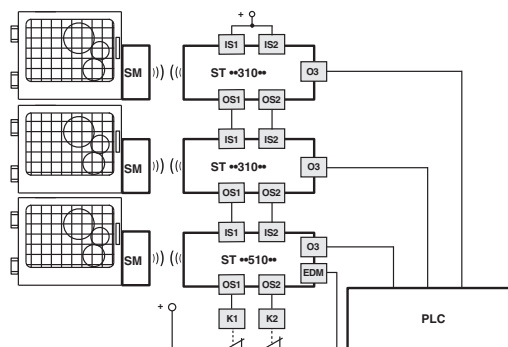 +
IS1 IS2
SM ST ••310•• O3
OS1 OS2
IS1 IS2
SM ST ••310•• O3
OS1 OS2
IS1 IS2
O3
SM ST ••510••
EDM
OS1 OS2
+
K1 K2 PLC